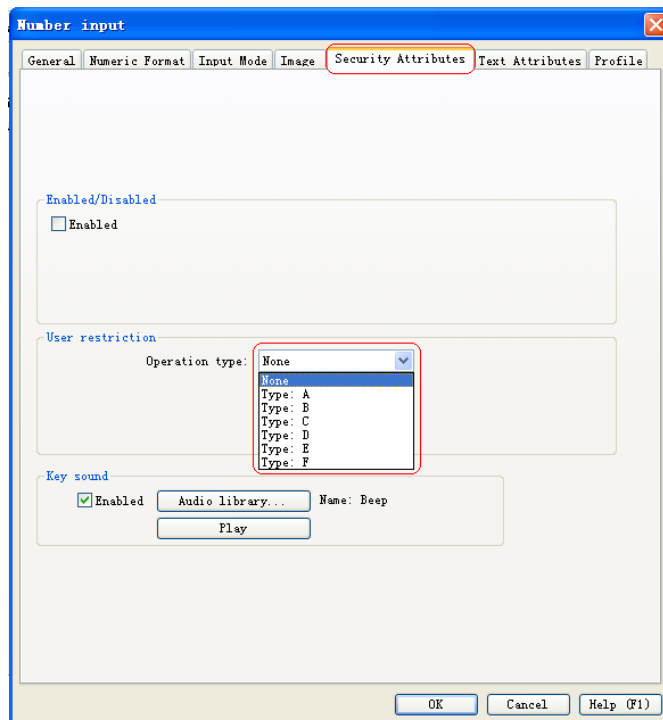 Number input
General Numeric Format Input Mode Image Security Attributes Text Attributes Profile
Enabled/Disabled
Enabled
User restriction
Operation type: None
None
Type: A
Type: B
Type: C
Type: D
Type: E
Type: F
Key sound
Enabled Audio library... Name: Beep
Play
OK Cancel Help (F1)